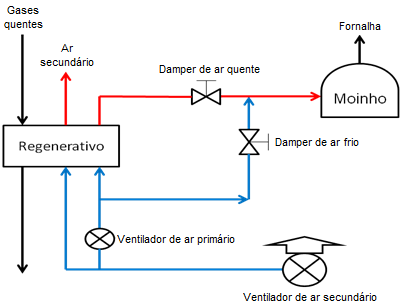 Gases
quentes
Ar
secundário
Fornalha
Damper de ar quente
Moinho
Regenerativo
Damper de ar frio
Ventilador de ar primário
Ventilador de ar secundário